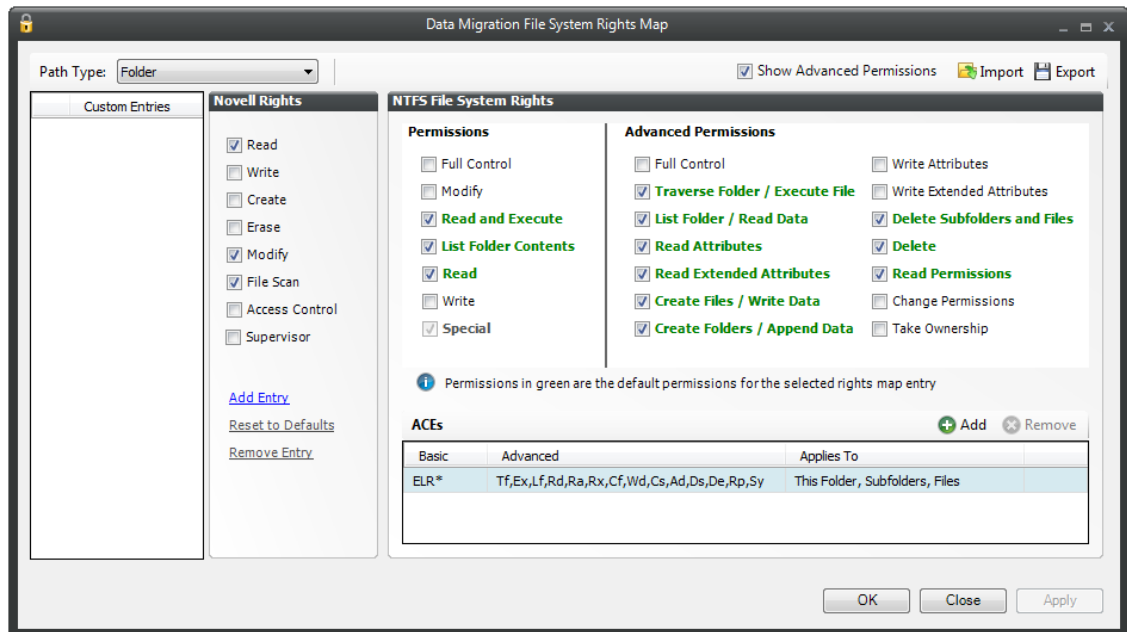 Data Migration File System Rights Map
Path Type: Folder
Show Advanced Permissions Import Export
Custom Entries
Novell Rights
Read
Write
Create
Erase
Modify
File Scan
Access Control
Supervisor
Add Entry
Reset to Defaults
Remove Entry
NTFS File System Rights
Permissions
Full Control
Modify
Read and Execute
List Folder Contents
Read
Write
Special
Advanced Permissions
Full Control
Traverse Folder / Execute File
List Folder / Read Data
Read Attributes
Read Extended Attributes
Create Files / Write Data
Create Folders / Append Data
Write Attributes
Write Extended Attributes
Delete Subfolders and Files
Delete
Read Permissions
Change Permissions
Take Ownership
Permissions in green are the default permissions for the selected rights map entry
ACEs Add Remove
Basic Advanced Applies To
ELR* Tf,Ex,Lf,Rd,Ra,Rx,Cf,Wd,Cs,Ad,Ds,De,Rp,Sy This Folder, Subfolders, Files
OK Close Apply